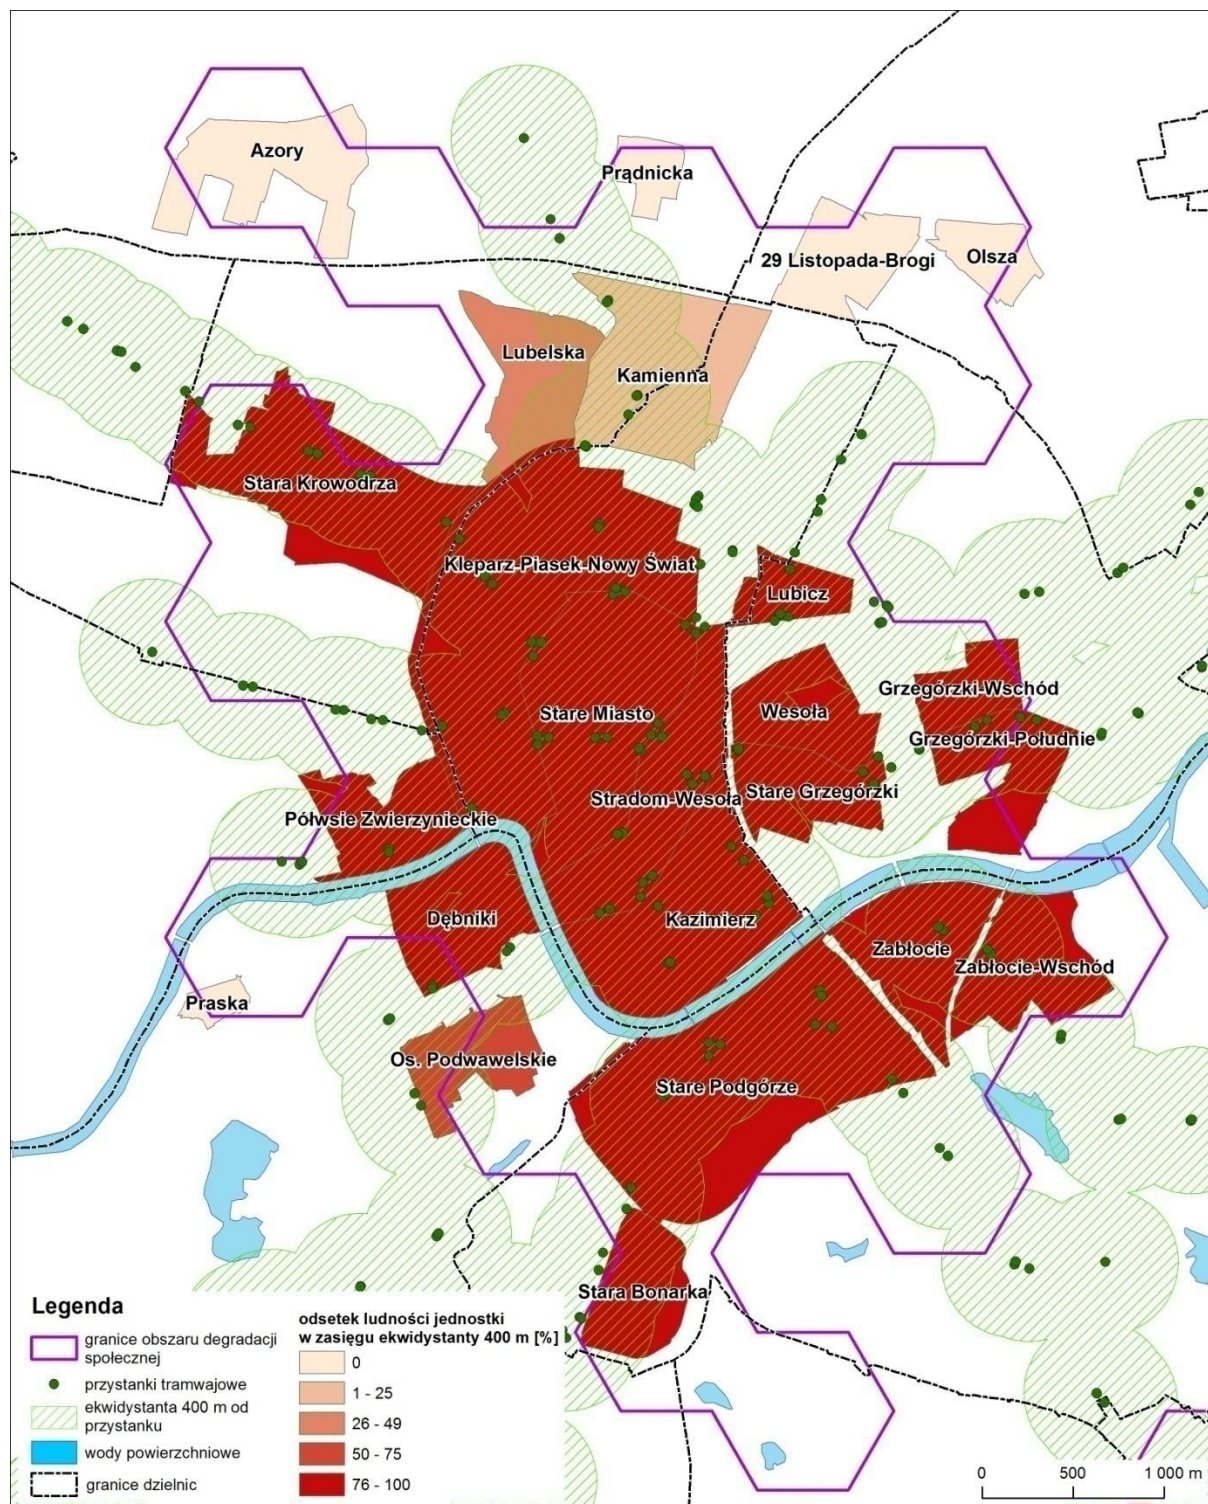 Azory
Prądnicka
29 Listopada-Brogi
Olsza
Lubelska
Kamienna
Stara Krowodrza
Kleparz-Piasek-Nowy Świat
Lubicz
Grzegórzki-Wschód
Wesoła
Stare Miasto
Grzegórzki-Południe
Stradom-Wesoła
Stare Grzegórzki
Półwsie Zwierzynieckie
Dębniki
Kazimierz
Zabłocie
Zabłocie-Wschód
Praska
Os. Podwawelskie
Stare Podgórze
Stara Bonarka
Legenda
granice obszaru degradacji
społecznej
przystanki tramwajowe
ekwidystanta 400 m od
przystanku
wody powierzchniowe
granice dzielnic
odsetek ludności jednostki
w zasięgu ekwidystanty 400 m [%]
0
1 - 25
26 - 49
50 - 75
76 - 100
0 500 1 000 m